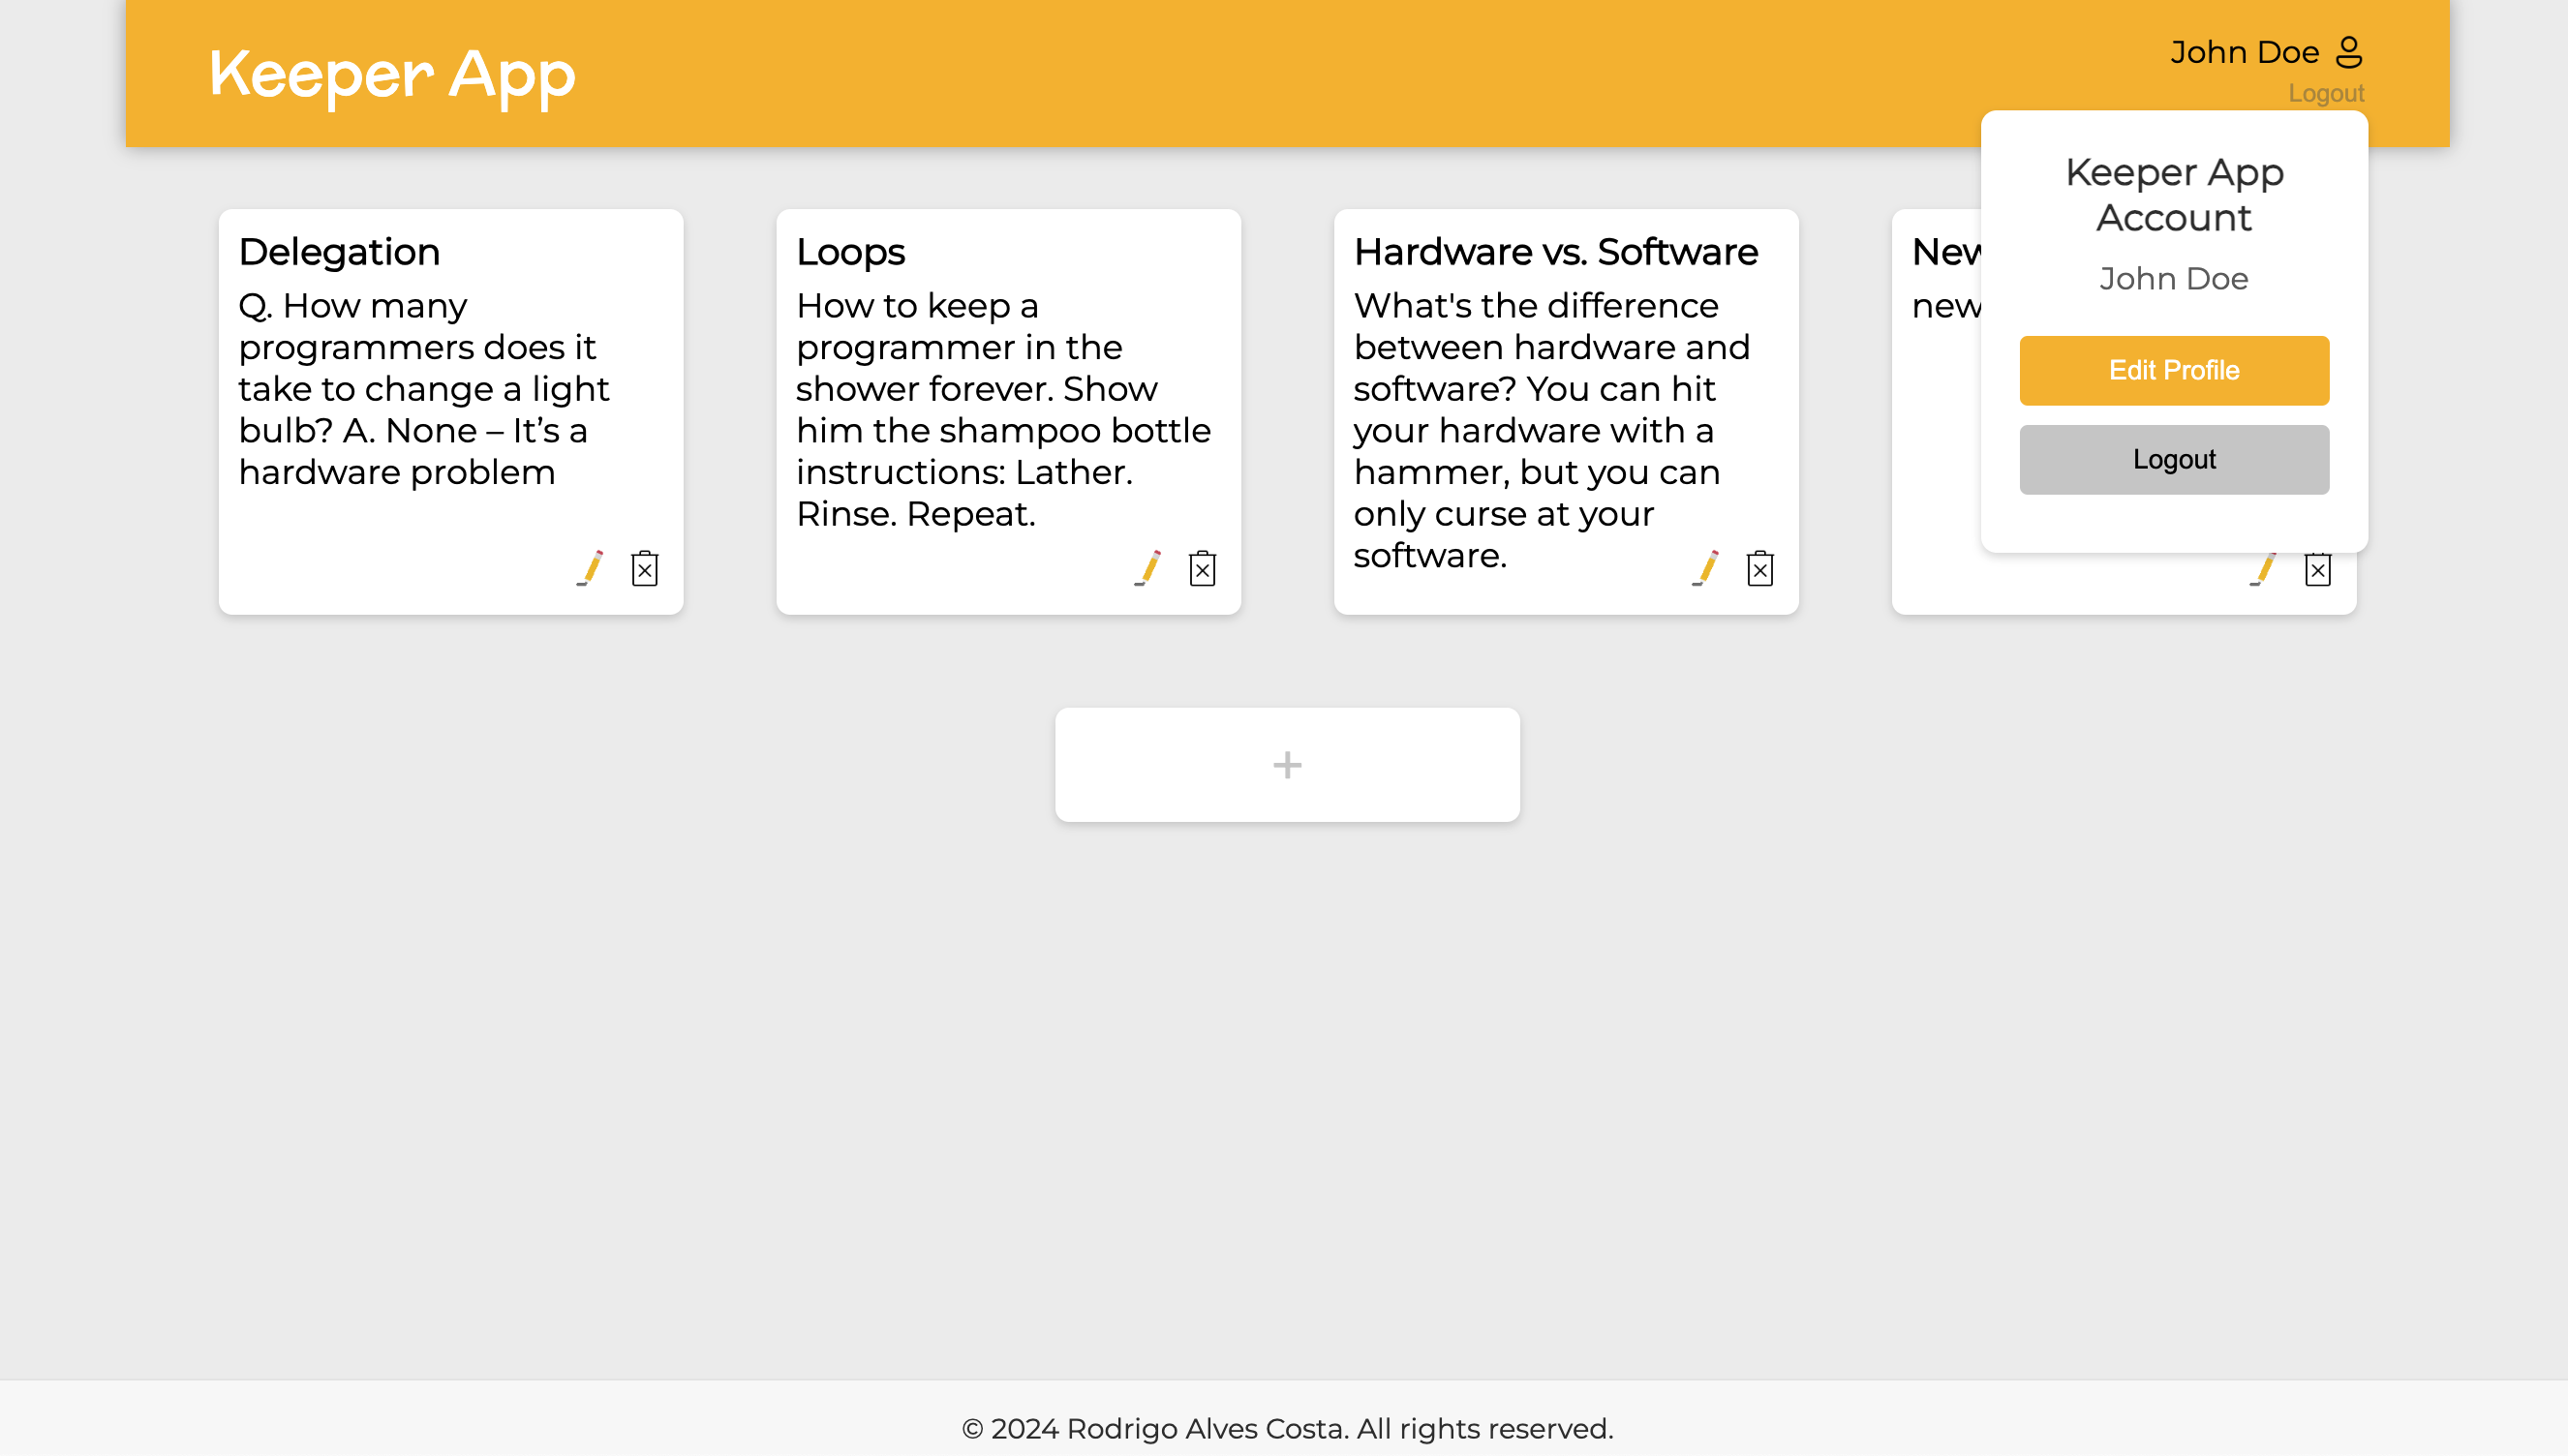 Keeper App
John Doe
Logout
Delegation
Q. How many
programmers does it
take to change a light
bulb? A. None – It’s a
hardware problem
Loops
How to keep a
programmer in the
shower forever. Show
him the shampoo bottle
instructions: Lather.
Rinse. Repeat.
Hardware vs. Software
What's the difference
between hardware and
software? You can hit
your hardware with a
hammer, but you can
only curse at your
software.
New
new
Keeper App
Account
John Doe
Edit Profile
Logout
+
© 2024 Rodrigo Alves Costa. All rights reserved.